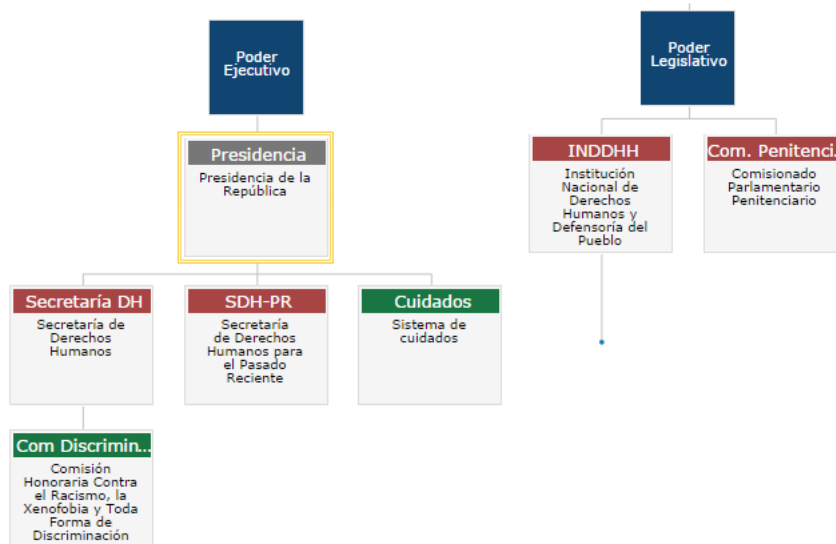 Poder
Ejecutivo
Poder
Legislativo
Presidencia
Presidencia de la
República
INDDHH
Institución
Nacional de
Derechos
Humanos y
Defensoría del
Pueblo
Com. Penitenci...
Comisionado
Parlamentario
Penitenciario
Secretaría DH
Secretaría de
Derechos
Humanos
SDH-PR
Secretaría
de Derechos
Humanos para
el Pasado
Reciente
Cuidados
Sistema de
cuidados
Com Discrimin...
Comisión
Honoraria Contra
el Racismo, la
Xenofobia y Toda
Forma de
Discriminación